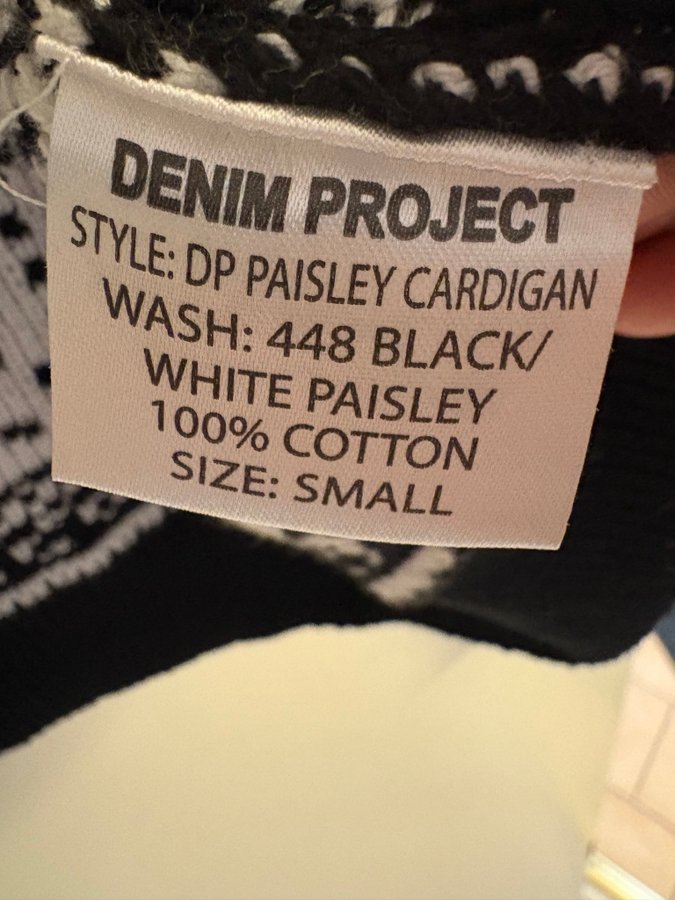 DENIM PROJECT
STYLE: DP PAISLEY CARDIGAN
WASH: 448 BLACK/
WHITE PAISLEY
100% COTTON
SIZE: SMALL